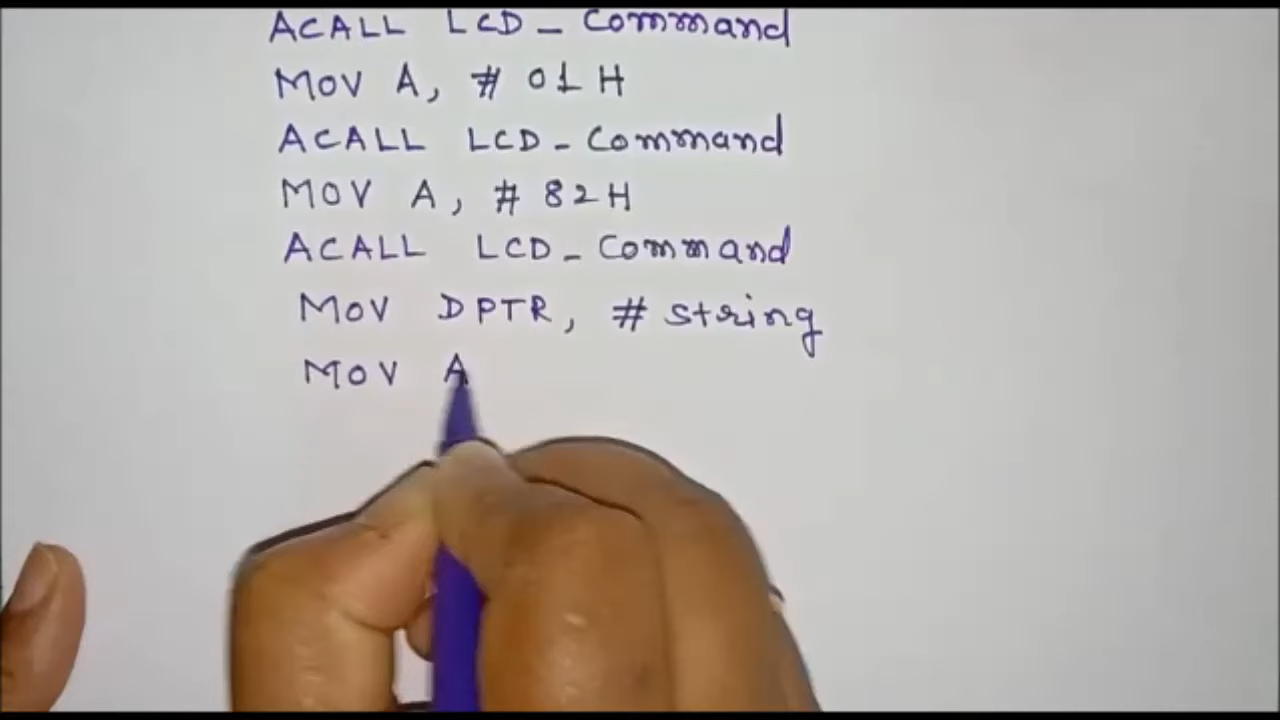 ACALL LCD_Command
MOV A, # 01H
ACALL LCD_Command
MOV A, # 82H
ACALL LCD_Command
MOV DPTR, # string
MOV A